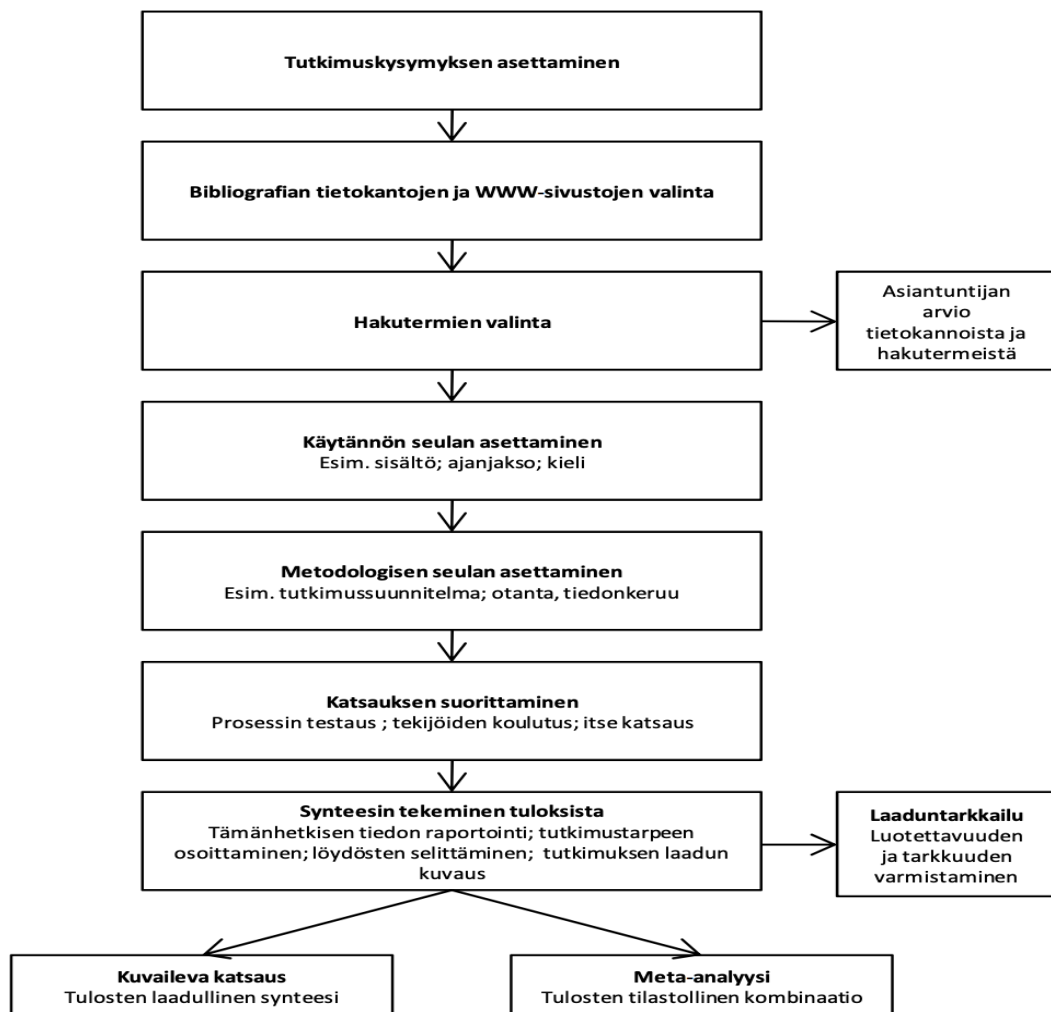 Tutkimuskysymyksen asettaminen
Bibliografian tietokantojen ja WWW-sivustojen valinta
Hakutermien valinta
Asiantuntijan
arvio
tietokannoista ja
hakutermeistä
Käytännön seulan asettaminen
Esim. sisältö; ajanjakso; kieli
Metodologisen seulan asettaminen
Esim. tutkimussuunnitelma; otanta, tiedonkeruu
Katsauksen suorittaminen
Prosessin testaus ; tekijöiden koulutus; itse katsaus
Synteesin tekeminen tuloksista
Tämänhetkisen tiedon raportointi; tutkimustarpeen
osoittaminen; löydösten selittäminen; tutkimuksen laadun
kuvaus
Laaduntarkkailu
Luotettavuuden
ja tarkkuuden
varmistaminen
Kuvaileva katsaus
Tulosten laadullinen synteesi
Meta-analyysi
Tulosten tilastollinen kombinaatio